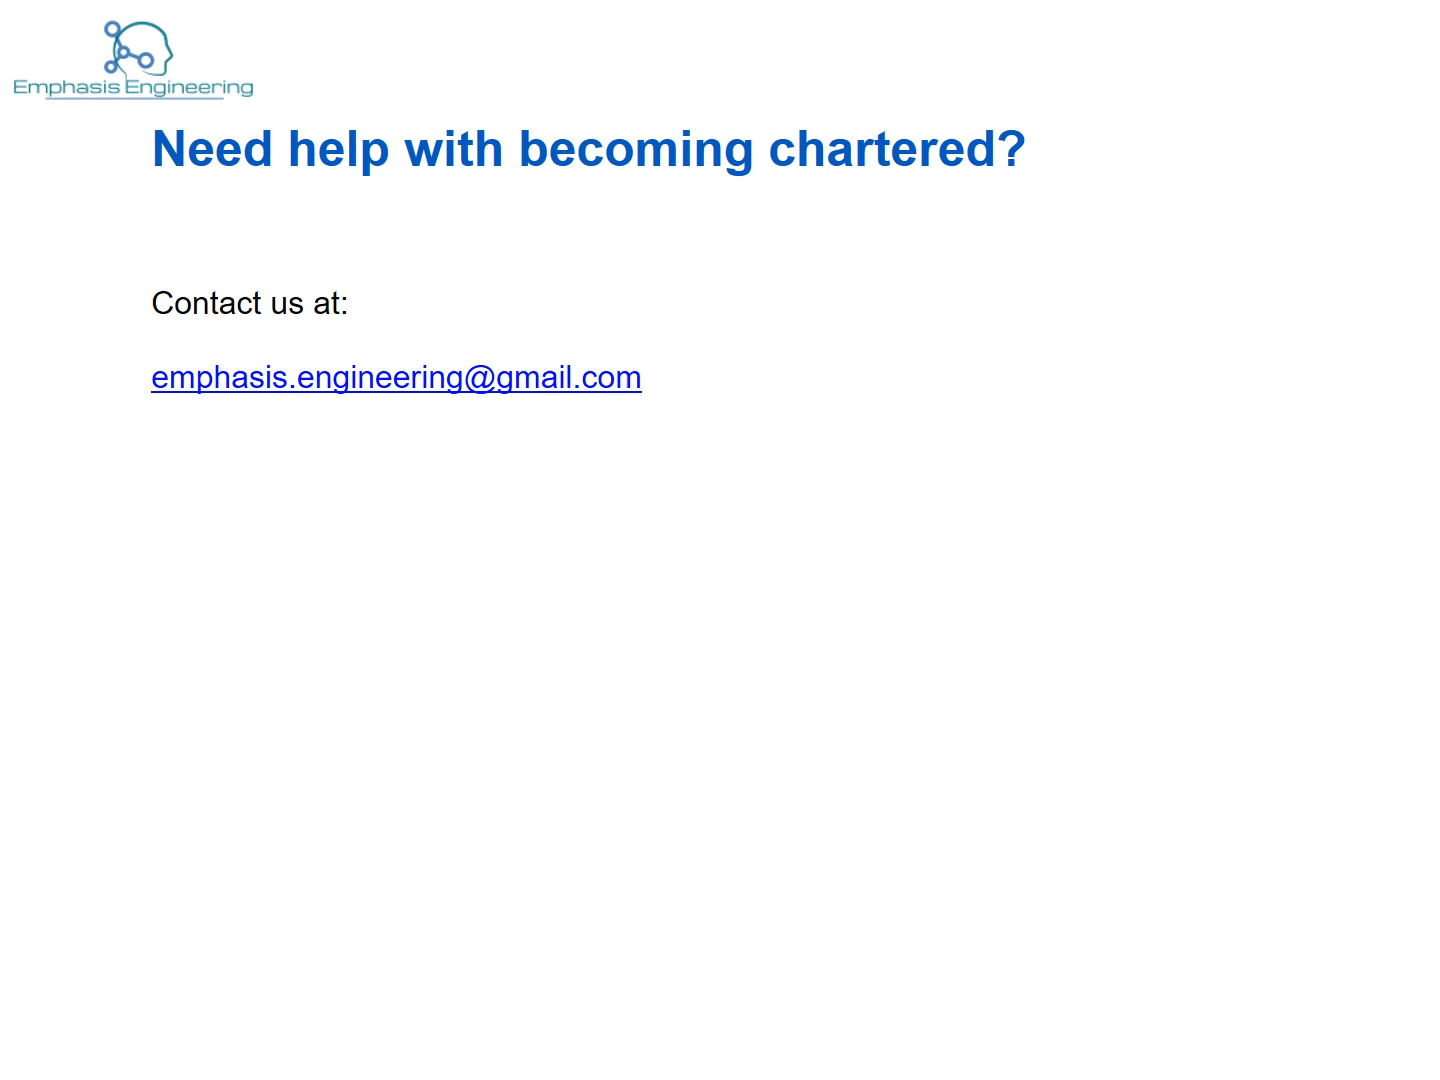 Emphasis Engineering
Need help with becoming chartered?
Contact us at:
emphasis.engineering@gmail.com